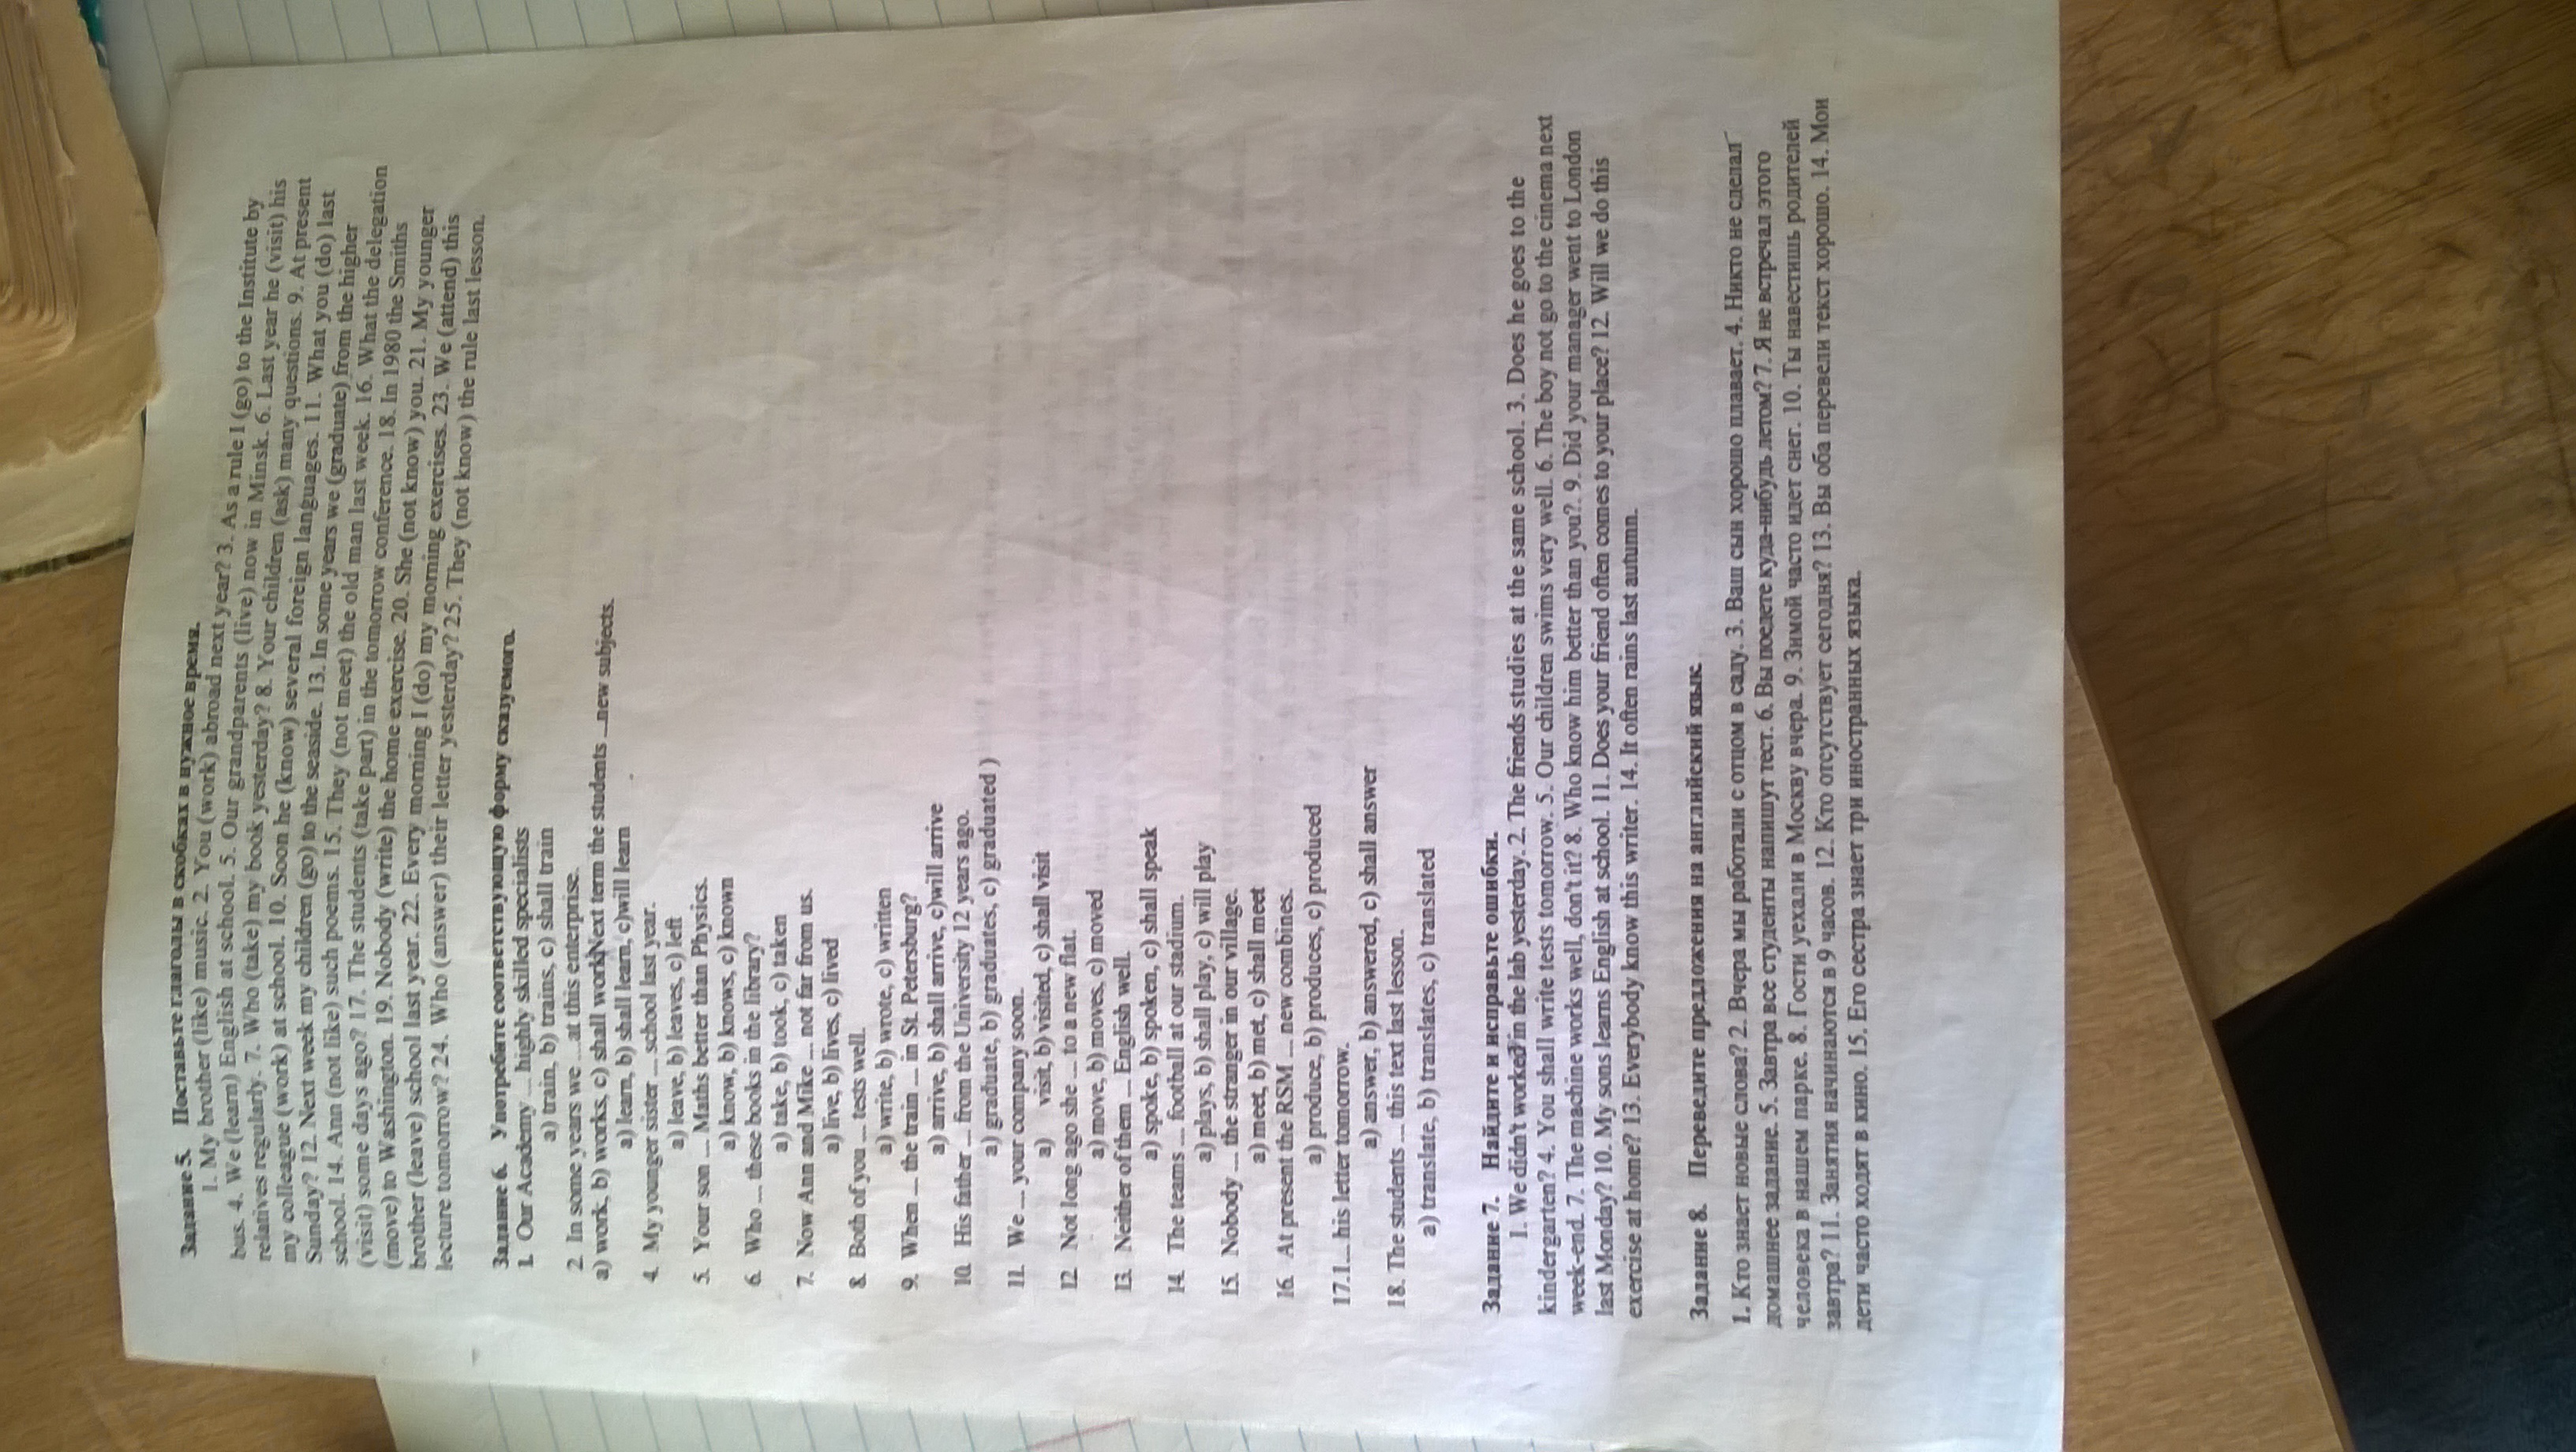 Задание 5. Поставьте глаголы в скобках в нужное время.
1. My brother (like) music. 2. You (work) abroad next year? 3. As a rule I (go) to the Institute by
bus. 4. We (learn) English at school. 5. Our grandparents (live) now in Minsk. 6. Last year he (visit) his
relatives regularly. 7. Who (take) my book yesterday? 8. Your children (ask) many questions. 9. At present
my colleague (work) at school. 10. Soon he (know) several foreign languages. 11. What you (do) last
Sunday? 12. Next week my children (go) to the seaside. 13. In some years we (graduate) from the higher
school. 14. Ann (not like) such poems. 15. They (not meet) the old man last week. 16. What the delegation
(visit) some days ago? 17. The students (take part) in the tomorrow conference. 18. In 1980 the Smiths
(move) to Washington. 19. Nobody (write) the home exercise. 20. She (not know) you. 21. My younger
brother (leave) school last year. 22. Every morning I (do) my morning exercises. 23. We (attend) this
lecture tomorrow? 24. Who (answer) their letter yesterday? 25. They (not know) the rule last lesson.
Задание 6. Употребите соответствующую форму сказуемого.
1. Our Academy ... highly skilled specialists
a) train, b) trains, c) shall train
2. In some years we ... at this enterprise.
a) work, b) works, c) shall work Next term the students ... new subjects.
a) learn, b) shall learn, c)will learn
4. My younger sister ... school last year.
a) leave, b) leaves, c) left
5. Your son ... Maths better than Physics.
a) know, b) knows, c) known
6. Who ... these books in the library?
a) take, b) took, c) taken
7. Now Ann and Mike ... not far from us.
a) live, b) lives, c) lived
8. Both of you ... tests well.
a) write, b) wrote, c) written
9. When ... the train ... in St. Petersburg?
a) arrive, b) shall arrive, c)will arrive
10. His father ... from the University 12 years ago.
a) graduate, b) graduates, c) graduated )
11. We ... your company soon.
a) visit, b) visited, c) shall visit
12. Not long ago she ... to a new flat.
a) move, b) moves, c) moved
13. Neither of them ... English well.
a) spoke, b) spoken, c) shall speak
14. The teams ... football at our stadium.
a) plays, b) shall play, c) will play
15. Nobody ... the stranger in our village.
a) meet, b) met, c) shall meet
16. At present the RSM ... new combines.
a) produce, b) produces, c) produced
17. I ... his letter tomorrow.
a) answer, b) answered, c) shall answer
18. The students ... this text last lesson.
a) translate, b) translates, c) translated
Задание 7. Найдите и исправьте ошибки.
1. We didn't worked in the lab yesterday. 2. The friends studies at the same school. 3. Does he goes to the
kindergarten? 4. You shall write tests tomorrow. 5. Our children swims very well. 6. The boy not go to the cinema next
week-end. 7. The machine works well, don't it? 8. Who know him better than you?. 9. Did your manager went to London
last Monday? 10. My sons learns English at school. 11. Does your friend often comes to your place? 12. Will we do this
exercise at home? 13. Everybody know this writer. 14. It often rains last autumn.
Задание 8. Переведите предложения на английский язык.
1. Кто знает новые слова? 2. Вчера мы работали с отцом в саду. 3. Ваш сын хорошо плавает. 4. Никто не сделал
домашнее задание. 5. Завтра все студенты напишут тест. 6. Вы поедете куда-нибудь летом? 7. Я не встречал этого
человека в нашем парке. 8. Гости уехали в Москву вчера. 9. Зимой часто идет снег. 10. Ты навестишь родителей
завтра? 11. Занятия начинаются в 9 часов. 12. Кто отсутствует сегодня? 13. Вы оба перевели текст хорошо. 14. Мои
дети часто ходят в кино. 15. Его сестра знает три иностранных языка.